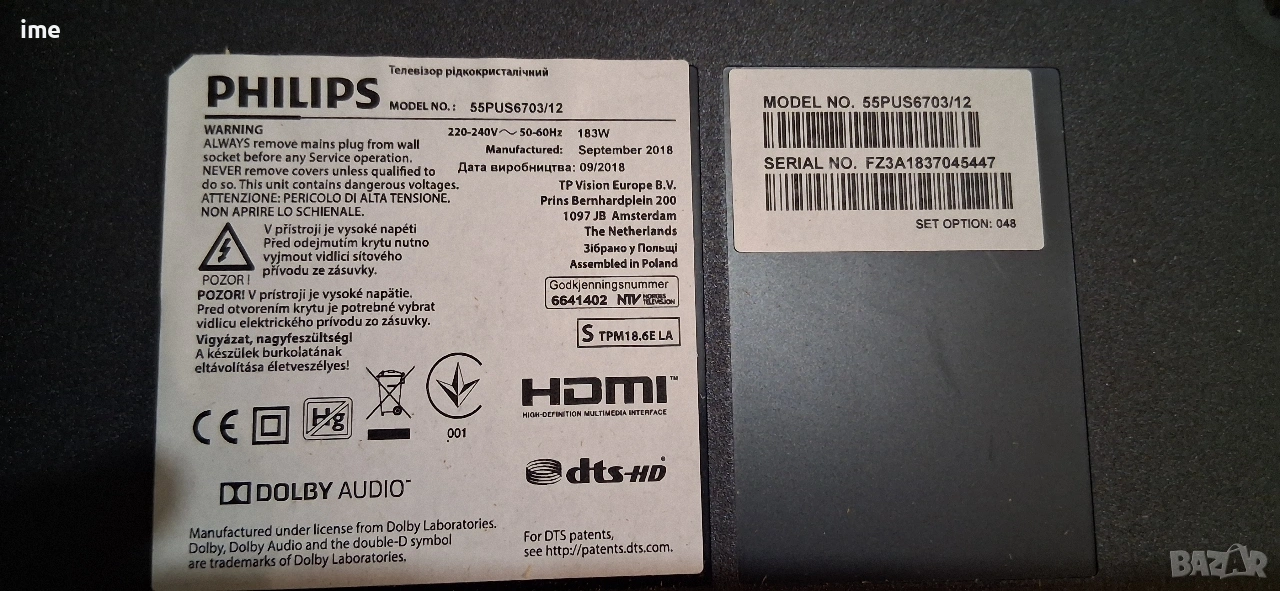 ime
PHILIPS
Телевізор рідкокристалічний
MODEL NO.: 55PUS6703/12
WARNING
ALWAYS remove mains plug from wall
socket before any Service operation.
NEVER remove covers unless qualified to
do so. This unit contains dangerous voltages.
ATTENZIONE: PERICOLO DI ALTA TENSIONE.
NON APRIRE LO SCHIENALE.
220-240V~ 50-60Hz 183W
Manufactured: September 2018
Дата виробництва: 09/2018
TP Vision Europe B.V.
Prins Bernhardplein 200
1097 JB Amsterdam
The Netherlands
Зібрано у Польщі
Assembled in Poland
V přístroji je vysoké napětí
Před odejmutím krytu nutno
vyjmout vidlici síťového
přívodu ze zásuvky.
POZOR !
POZOR! V prístroji je vysoké napätie.
Pred otvorením krytu je potrebné vybrat
vidlicu elektrického prívodu zo zásuvky.
Vigyázat, nagyfeszültség!
A készülek burkolatának
eltávolítása életveszélyes!
Godkjenningsnummer
6641402 NTV NORGES TELEVISJON
S TPM18.6E LA
HDMI™
HIGH-DEFINITION MULTIMEDIA INTERFACE
CE
Hg
001
DOLBY AUDIO™
dts-HD®
Manufactured under license from Dolby Laboratories.
Dolby, Dolby Audio and the double-D symbol
are trademarks of Dolby Laboratories.
For DTS patents,
see http://patents.dts.com.
MODEL NO. 55PUS6703/12
SERIAL NO. FZ3A1837045447
SET OPTION: 048
BAZAR